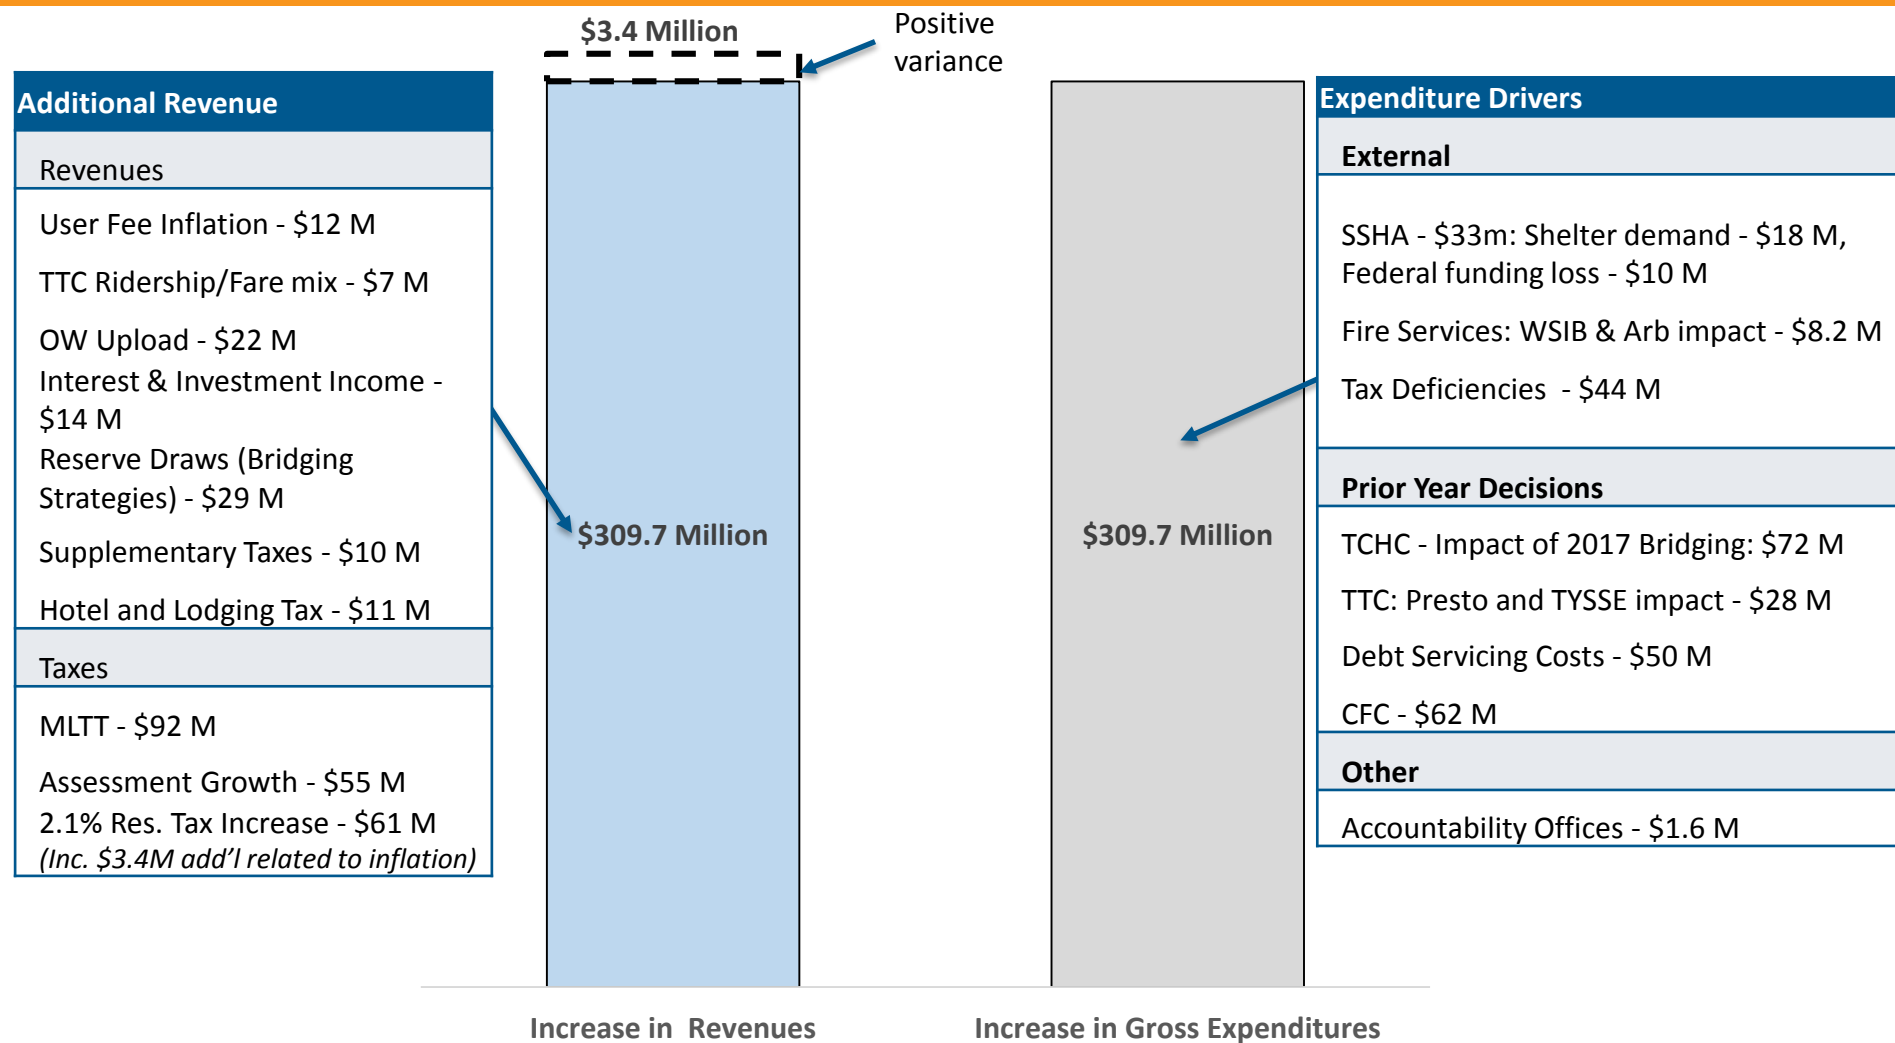 $3.4 Million
Positive
variance
Additional Revenue
Revenues
User Fee Inflation - $12 M
TTC Ridership/Fare mix - $7 M
OW Upload - $22 M
Interest & Investment Income -
$14 M
Reserve Draws (Bridging
Strategies) - $29 M
Supplementary Taxes - $10 M
Hotel and Lodging Tax - $11 M
Taxes
MLTT - $92 M
Assessment Growth - $55 M
2.1% Res. Tax Increase - $61 M
(Inc. $3.4M add’l related to inflation)
$309.7 Million
$309.7 Million
Expenditure Drivers
External
SSHA - $33m: Shelter demand - $18 M,
Federal funding loss - $10 M
Fire Services: WSIB & Arb impact - $8.2 M
Tax Deficiencies - $44 M
Prior Year Decisions
TCHC - Impact of 2017 Bridging: $72 M
TTC: Presto and TYSSE impact - $28 M
Debt Servicing Costs - $50 M
CFC - $62 M
Other
Accountability Offices - $1.6 M
Increase in Revenues
Increase in Gross Expenditures